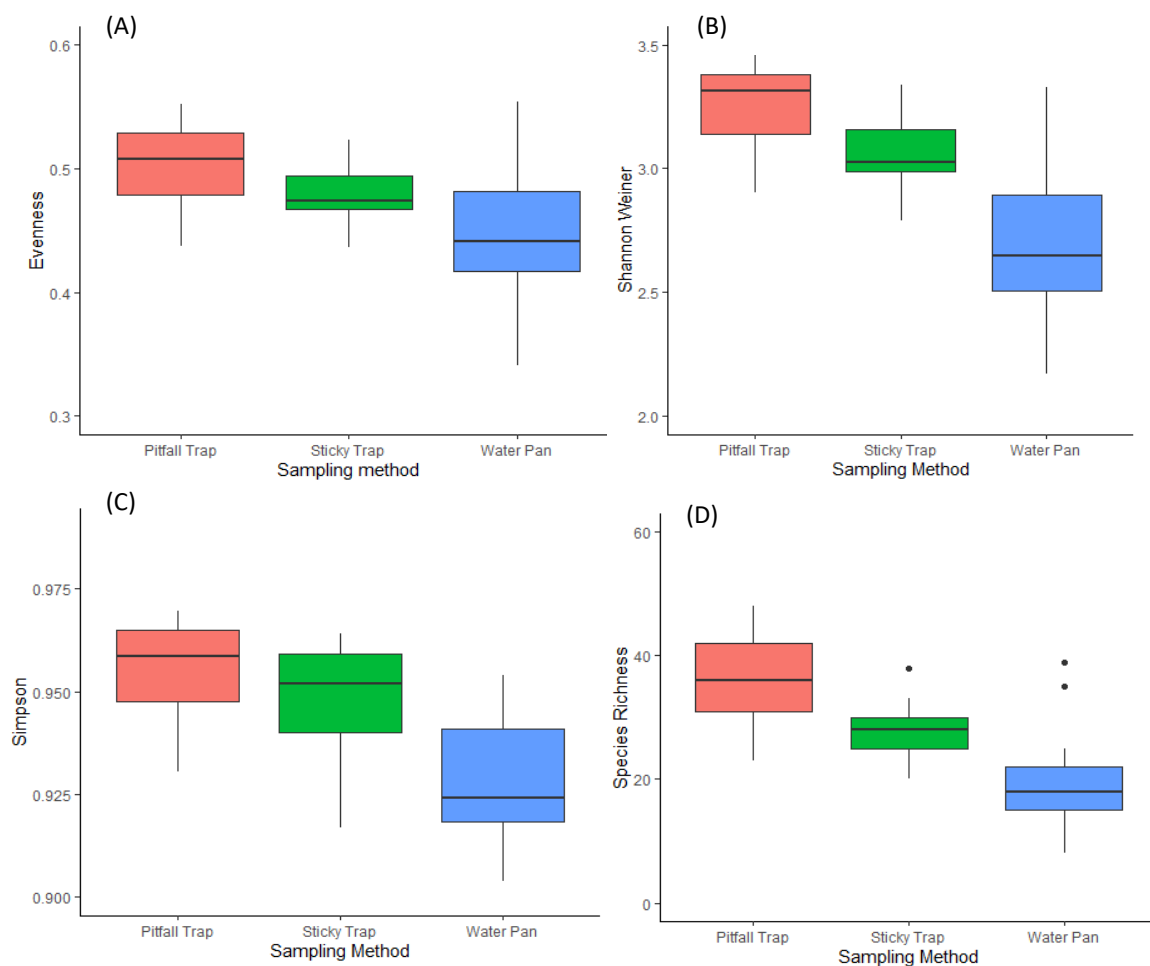 (A)
0.6
0.5
0.4
0.3
Evenness
Pitfall Trap Sticky Trap Water Pan
Sampling method
(B)
3.5
3.0
2.5
2.0
Shannon Weiner
Pitfall Trap Sticky Trap Water Pan
Sampling Method
(C)
0.975
0.950
0.925
0.900
Simpson
Pitfall Trap Sticky Trap Water Pan
Sampling Method
(D)
60
40
20
0
Species Richness
Pitfall Trap Sticky Trap Water Pan
Sampling Method